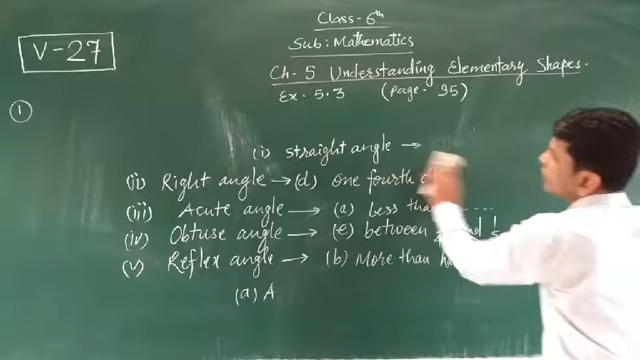 V-27
Class-6th
Sub: Mathematics
Ch-5 Understanding Elementary Shapes.
Ex. 5.3 (page-95)
①
(i) straight angle →
(ii) Right angle → (d) One fourth
(iii) Acute angle → (a) Less
(iv) Obtuse angle → (e) between
(v) Reflex angle → (b) More than
(a) A